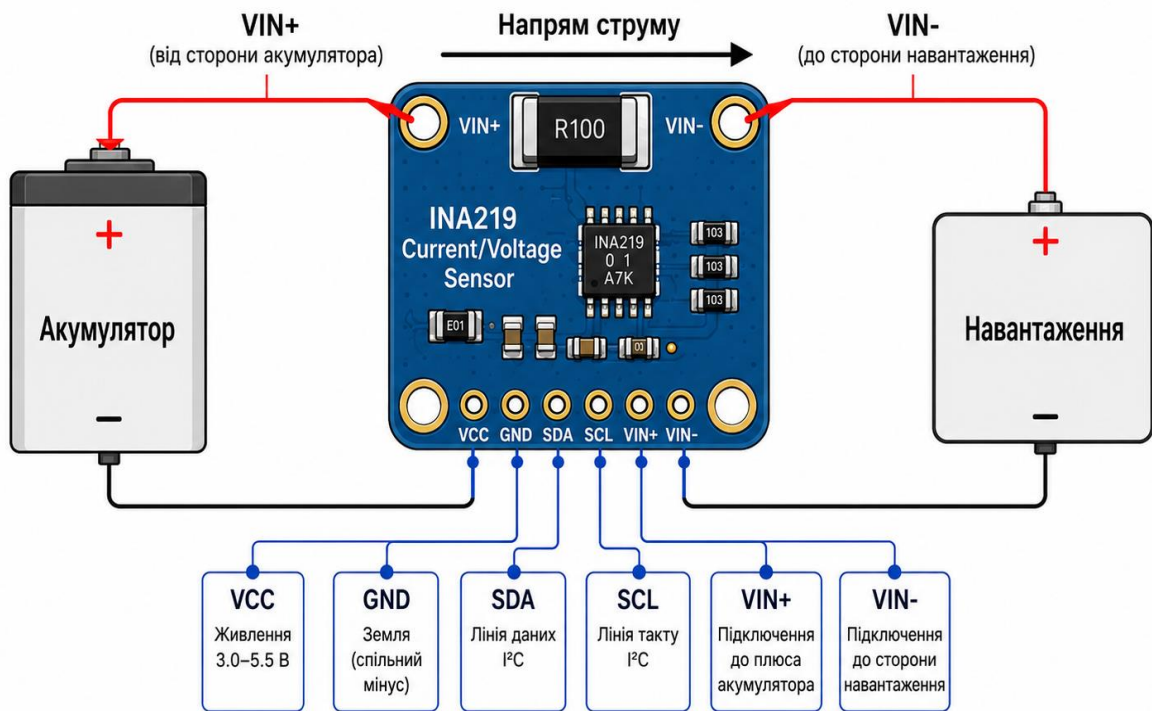 VIN+
(від сторони акумулятора)
Напрям струму
VIN-
(до сторони навантаження)
VIN+
R100
VIN-
INA219
Current/Voltage
Sensor
INA219
0 1
A7K
103
103
103
E01
+
Акумулятор
−
+
Навантаження
−
VCC GND SDA SCL VIN+ VIN-
VCC
Живлення
3.0–5.5 В
GND
Земля
(спільний
мінус)
SDA
Лінія даних
I²C
SCL
Лінія такту
I²C
VIN+
Підключення
до плюса
акумулятора
VIN-
Підключення
до сторони
навантаження